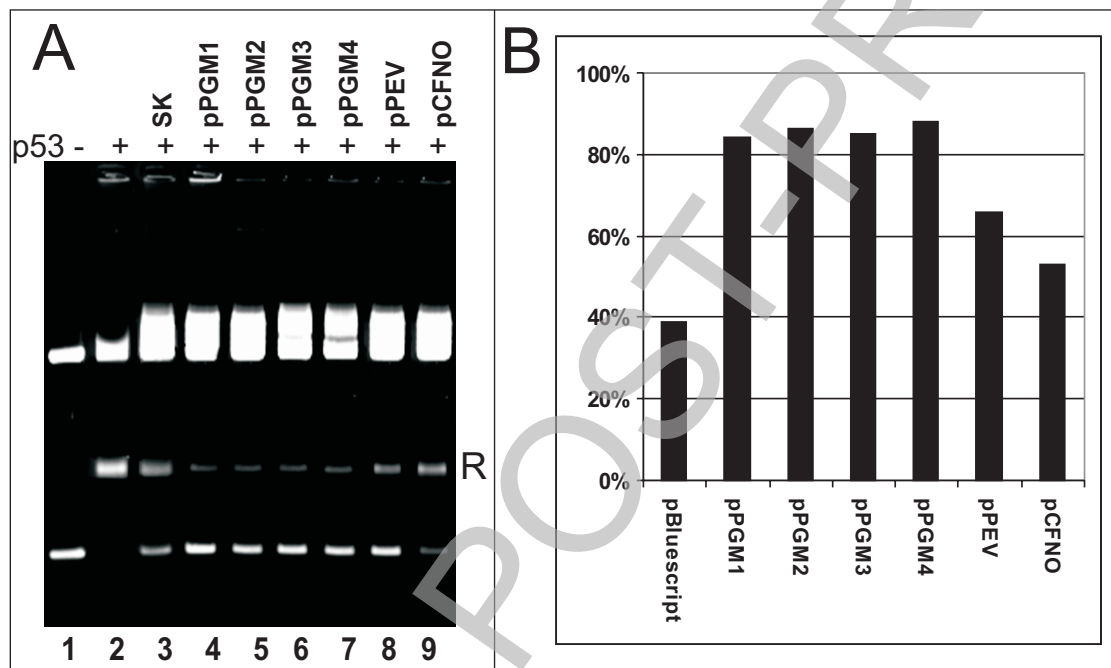 A
SK
pPGM1
pPGM2
pPGM3
pPGM4
pPEV
pCFNO
p53 - + + + + + + + +
R
1 2 3 4 5 6 7 8 9
B
100%
80%
60%
40%
20%
0%
pBluescript
pPGM1
pPGM2
pPGM3
pPGM4
pPEV
pCFNO
POST-PR